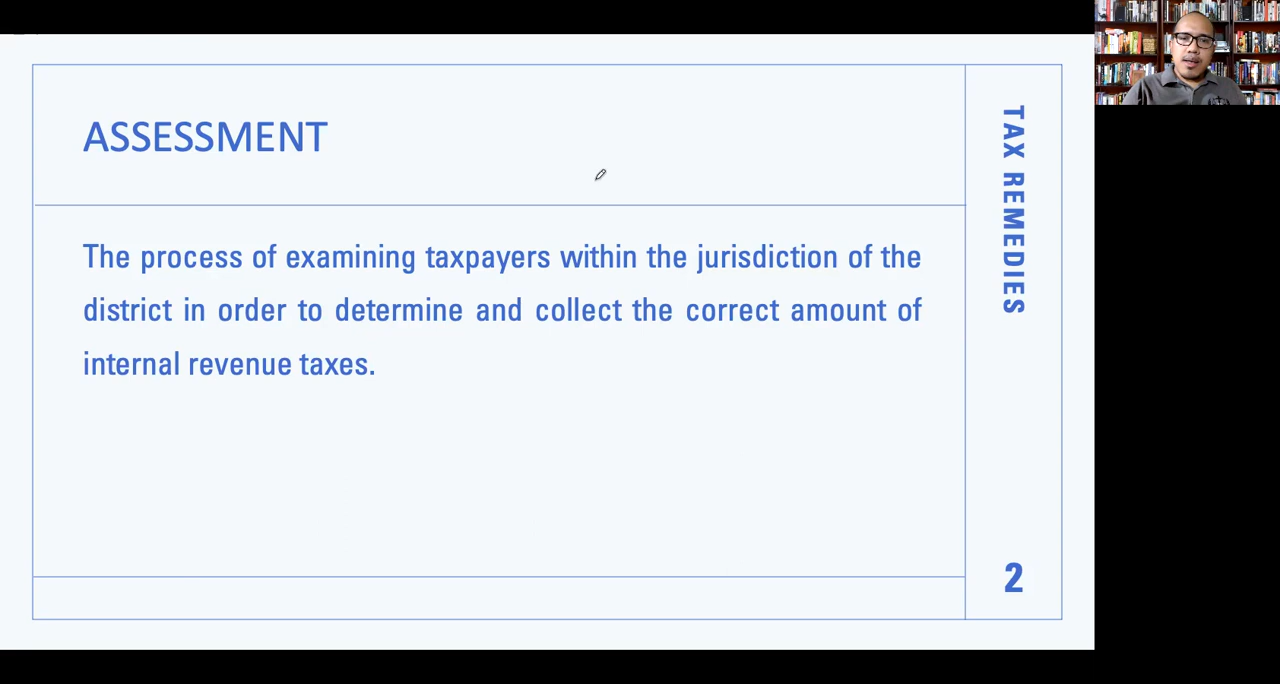 ASSESSMENT
The process of examining taxpayers within the jurisdiction of the
district in order to determine and collect the correct amount of
internal revenue taxes.
TAX REMEDIES
2